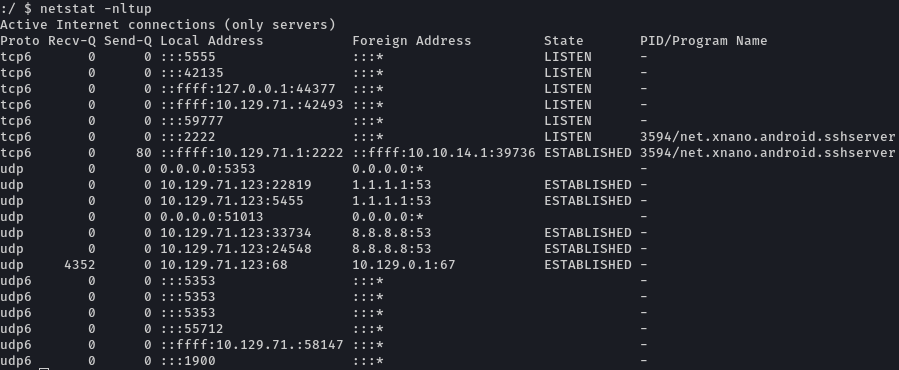 :/ $ netstat -nltup
Active Internet connections (only servers)
Proto Recv-Q Send-Q Local Address           Foreign Address         State       PID/Program Name
tcp6       0      0 :::5555                 :::*                    LISTEN      -
tcp6       0      0 :::42135                :::*                    LISTEN      -
tcp6       0      0 ::ffff:127.0.0.1:44377  :::*                    LISTEN      -
tcp6       0      0 ::ffff:10.129.71.:42493 :::*                    LISTEN      -
tcp6       0      0 :::59777                :::*                    LISTEN      -
tcp6       0      0 :::2222                 :::*                    LISTEN      3594/net.xnano.android.sshserver
tcp6       0     80 ::ffff:10.129.71.1:2222 ::ffff:10.10.14.1:39736 ESTABLISHED 3594/net.xnano.android.sshserver
udp        0      0 0.0.0.0:5353            0.0.0.0:*                           -
udp        0      0 10.129.71.123:22819     1.1.1.1:53              ESTABLISHED -
udp        0      0 10.129.71.123:5455      1.1.1.1:53              ESTABLISHED -
udp        0      0 0.0.0.0:51013           0.0.0.0:*                           -
udp        0      0 10.129.71.123:33734     8.8.8.8:53              ESTABLISHED -
udp        0      0 10.129.71.123:24548     8.8.8.8:53              ESTABLISHED -
udp     4352      0 10.129.71.123:68        10.129.0.1:67           ESTABLISHED -
udp6       0      0 :::5353                 :::*                                -
udp6       0      0 :::5353                 :::*                                -
udp6       0      0 :::5353                 :::*                                -
udp6       0      0 :::55712                :::*                                -
udp6       0      0 ::ffff:10.129.71.:58147 :::*                                -
udp6       0      0 :::1900                 :::*                                -